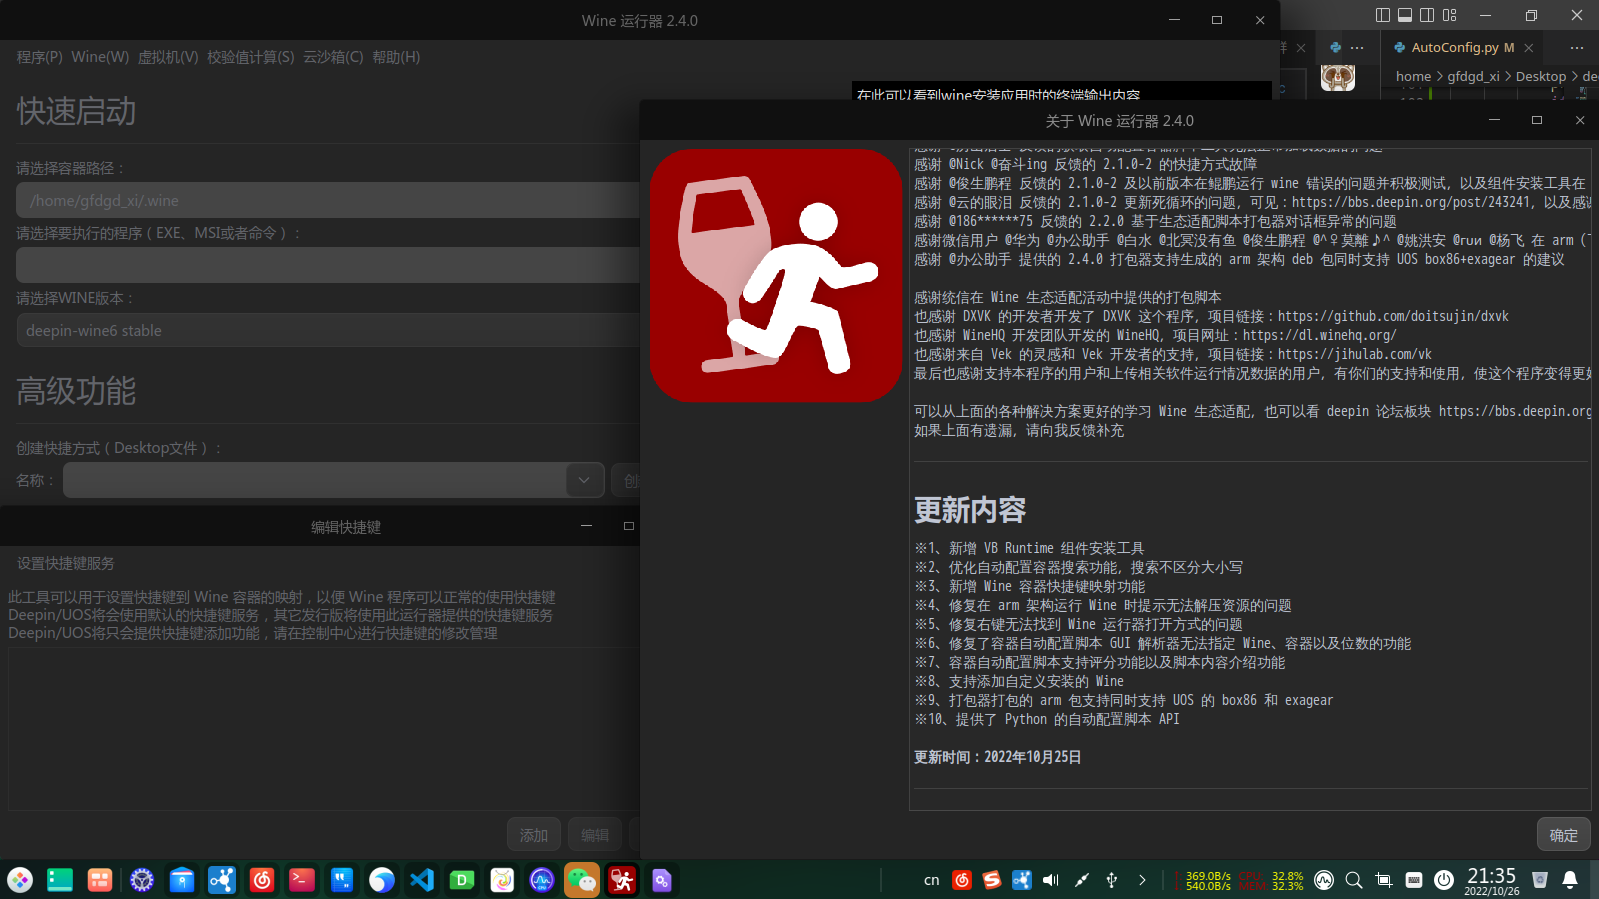 Wine 运行器 2.4.0
程序(P) Wine(W) 虚拟机(V) 校验值计算(S) 云沙箱(C) 帮助(H)
快速启动
请选择容器路径：
/home/gfdgd_xi/.wine
请选择要执行的程序（EXE、MSI或者命令）：
请选择WINE版本：
deepin-wine6 stable
高级功能
创建快捷方式（Desktop文件）：
名称：
创
在此可以看到wine安装应用时的终端输出内容
AutoConfig.py M
home > gfdgd_xi > Desktop > dee
编辑快捷键
设置快捷键服务
此工具可以用于设置快捷键到 Wine 容器的映射，以便 Wine 程序可以正常的使用快捷键
Deepin/UOS将会使用默认的快捷键服务，其它发行版将使用此运行器提供的快捷键服务
Deepin/UOS将只会提供快捷键添加功能，请在控制中心进行快捷键的修改管理
添加
编辑
关于 Wine 运行器 2.4.0
感谢 @Nick @奋斗ing 反馈的 2.1.0-2 的快捷方式故障
感谢 @俊生鹏程 反馈的 2.1.0-2 及以前版本在鲲鹏运行 wine 错误的问题并积极测试，以及组件安装工具在
感谢 @云的眼泪 反馈的 2.1.0-2 更新死循环的问题，可见：https://bbs.deepin.org/post/243241，以及感谢
感谢 @186******75 反馈的 2.2.0 基于生态适配脚本打包器对话框异常的问题
感谢微信用户 @华为 @办公助手 @白水 @北冥没有鱼 @俊生鹏程 @^♀莫離♪^ @姚洪安 @ruи @杨飞 在 arm（
感谢 @办公助手 提供的 2.4.0 打包器支持生成的 arm 架构 deb 包同时支持 UOS box86+exagear 的建议
感谢统信在 Wine 生态适配活动中提供的打包脚本
也感谢 DXVK 的开发者开发了 DXVK 这个程序，项目链接：https://github.com/doitsujin/dxvk
也感谢 WineHQ 开发团队开发的 WineHQ，项目网址：https://dl.winehq.org/
也感谢来自 Vek 的灵感和 Vek 开发者的支持，项目链接：https://jihulab.com/vk
最后也感谢支持本程序的用户和上传相关软件运行情况数据的用户，有你们的支持和使用，使这个程序变得更好
可以从上面的各种解决方案更好的学习 Wine 生态适配，也可以看 deepin 论坛板块 https://bbs.deepin.org
如果上面有遗漏，请向我反馈补充
更新内容
※1、新增 VB Runtime 组件安装工具
※2、优化自动配置容器搜索功能，搜索不区分大小写
※3、新增 Wine 容器快捷键映射功能
※4、修复在 arm 架构运行 Wine 时提示无法解压资源的问题
※5、修复右键无法找到 Wine 运行器打开方式的问题
※6、修复了容器自动配置脚本 GUI 解析器无法指定 Wine、容器以及位数的功能
※7、容器自动配置脚本支持评分功能以及脚本内容介绍功能
※8、支持添加自定义安装的 Wine
※9、打包器打包的 arm 包支持同时支持 UOS 的 box86 和 exagear
※10、提供了 Python 的自动配置脚本 API
更新时间：2022年10月25日
确定
cn
369.0B/s CPU: 32.8%
540.0B/s MEM: 32.3%
21:35
2022/10/26